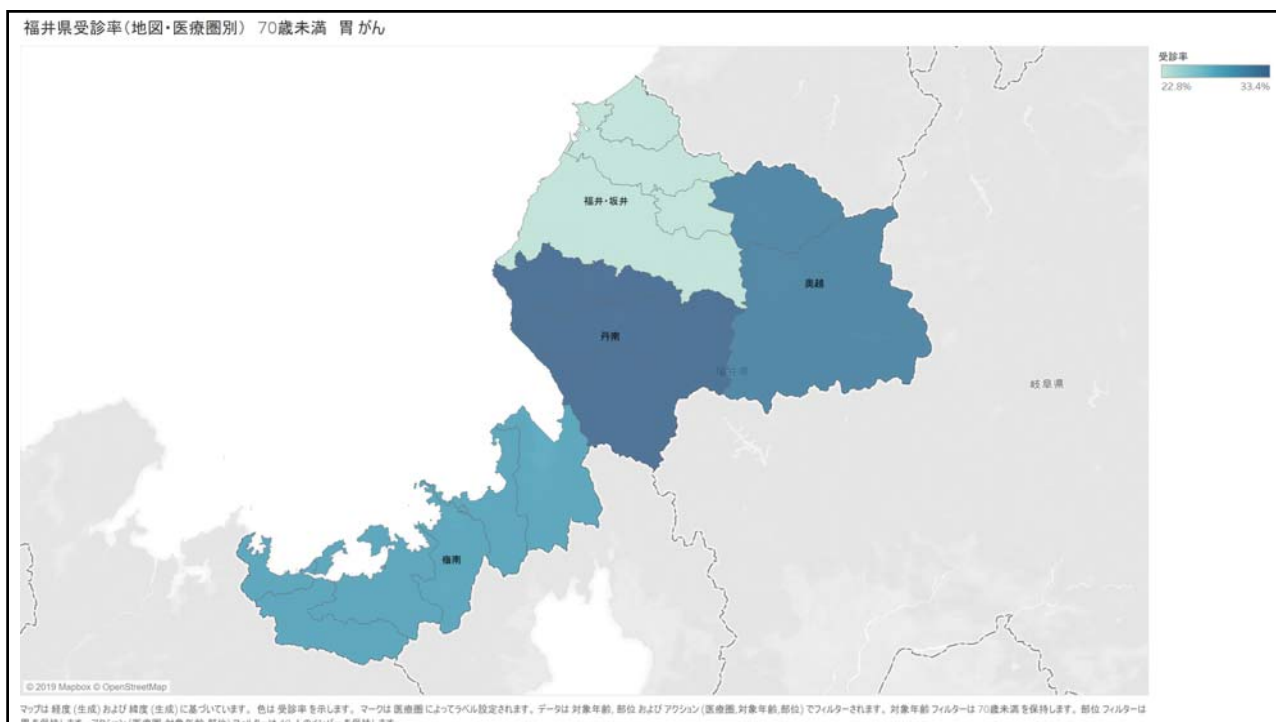 福井県受診率(地図・医療圏別) 70歳未満 胃がん
受診率
22.8% 33.4%
福井・坂井
奥越
丹南
福井県
岐阜県
嶺南
© 2019 Mapbox © OpenStreetMap
マップは 経度 (生成) および 緯度 (生成) に基づいています。 色は 受診率 を示します。 マークは 医療圏 によってラベル設定されます。 データは 対象年齢, 部位 および アクション (医療圏,対象年齢,部位) でフィルターされます。 対象年齢 フィルターは 70歳未満 を保持します。 部位 フィルターは